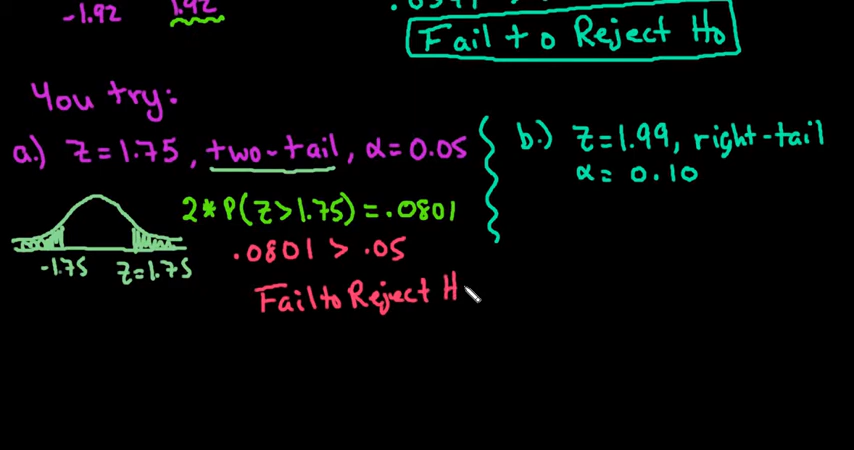 -1.92 1.92
Fail to Reject Ho
You try:
a.) Z=1.75, two-tail, α=0.05
2*P(Z>1.75)=.0801
.0801 > .05
-1.75 Z=1.75
Fail to Reject H
b.) Z=1.99, right-tail
α= 0.10